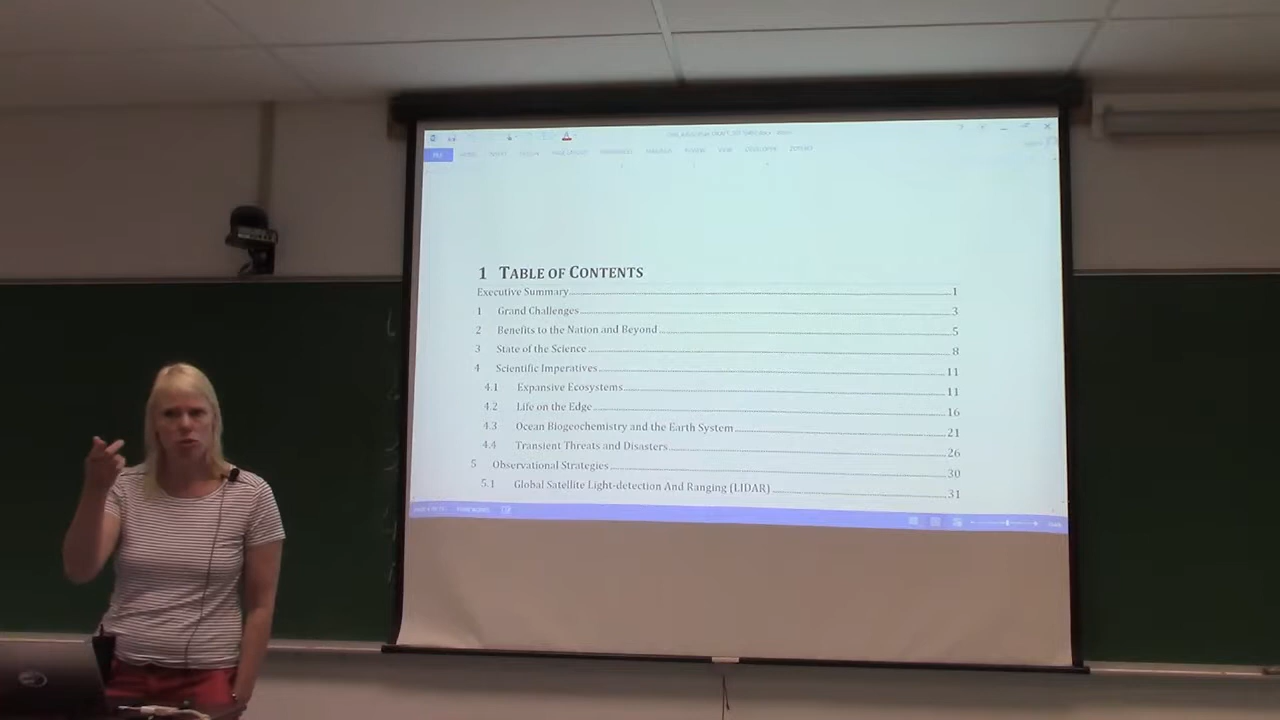 FILE
1 TABLE OF CONTENTS
Executive Summary 1
1 Grand Challenges 3
2 Benefits to the Nation and Beyond 5
3 State of the Science 8
4 Scientific Imperatives 11
4.1 Expansive Ecosystems 11
4.2 Life on the Edge 16
4.3 Ocean Biogeochemistry and the Earth System 21
4.4 Transient Threats and Disasters 26
5 Observational Strategies 30
5.1 Global Satellite Light-detection And Ranging (LIDAR) 31